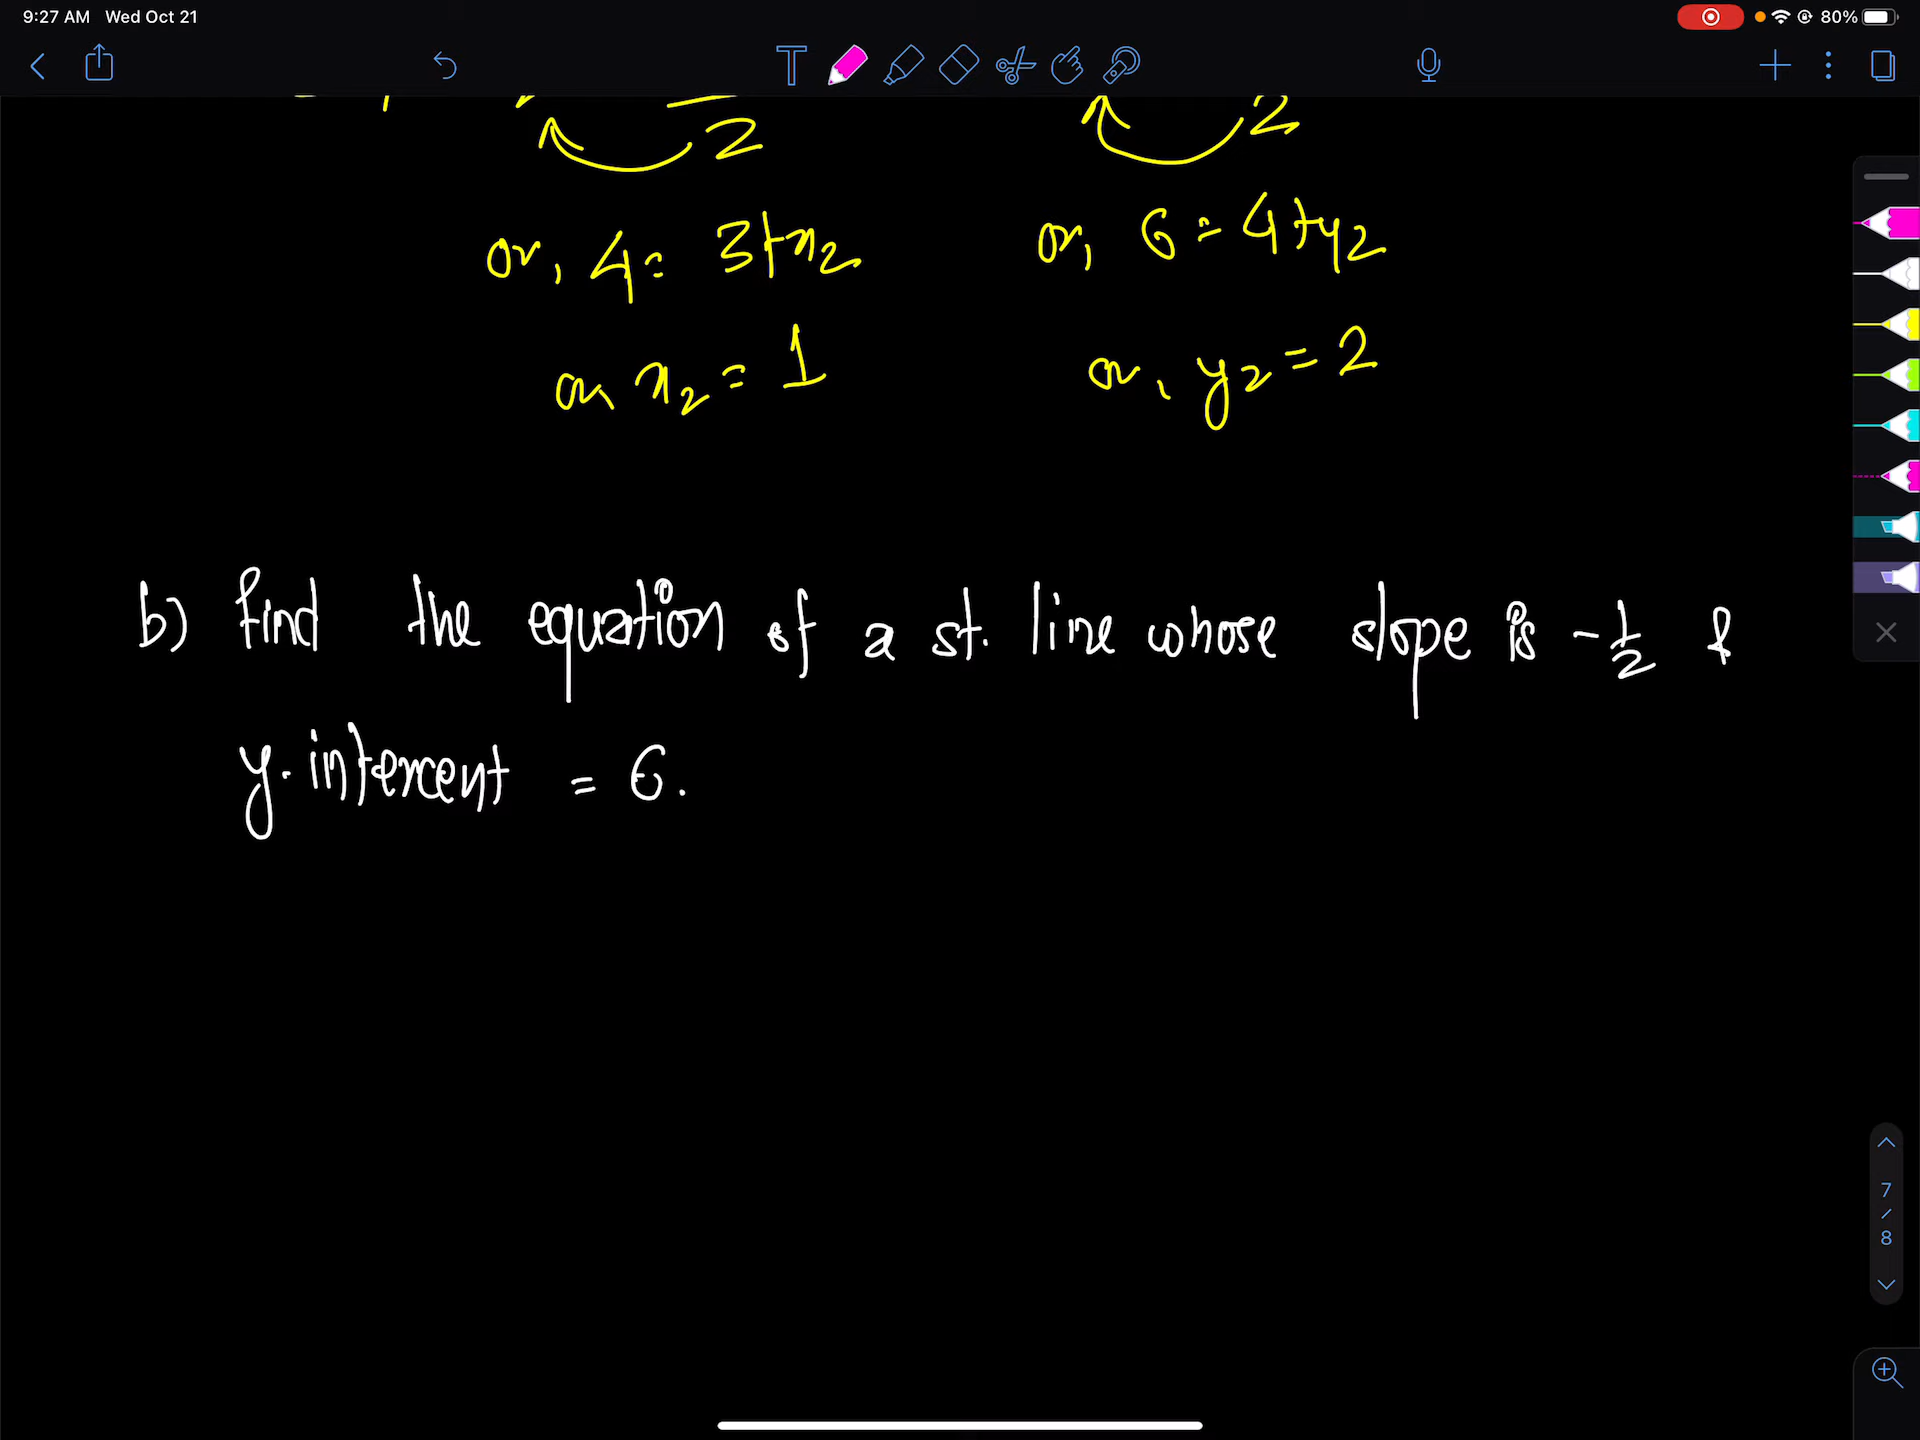 9:27 AM Wed Oct 21
80%
2
2
or, 4 = 3+x2
or, 6 = 4+y2
or x2 = 1
or, y2 = 2
b) find the equation of a st. line whose slope is -1/2 &
y-intercent = 6.
7
/
8